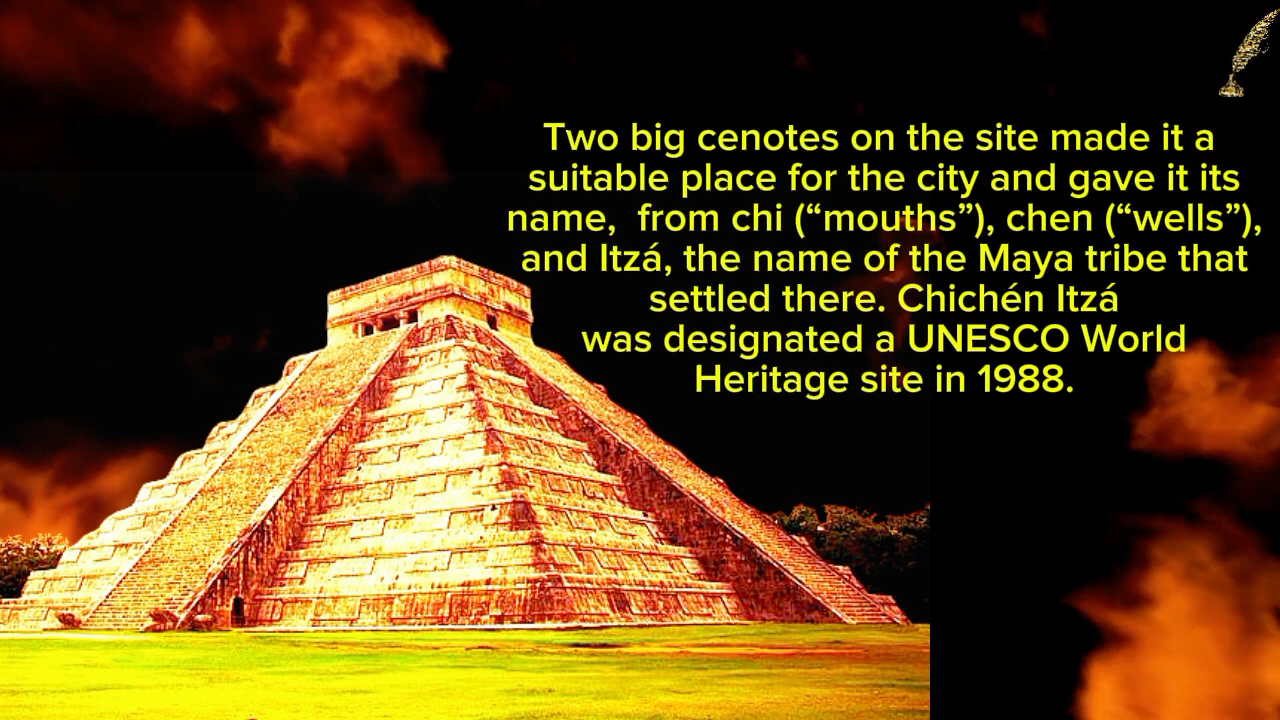 Two big cenotes on the site made it a
suitable place for the city and gave it its
name,  from chi (“mouths”), chen (“wells”),
and Itzá, the name of the Maya tribe that
settled there. Chichén Itzá
was designated a UNESCO World
Heritage site in 1988.